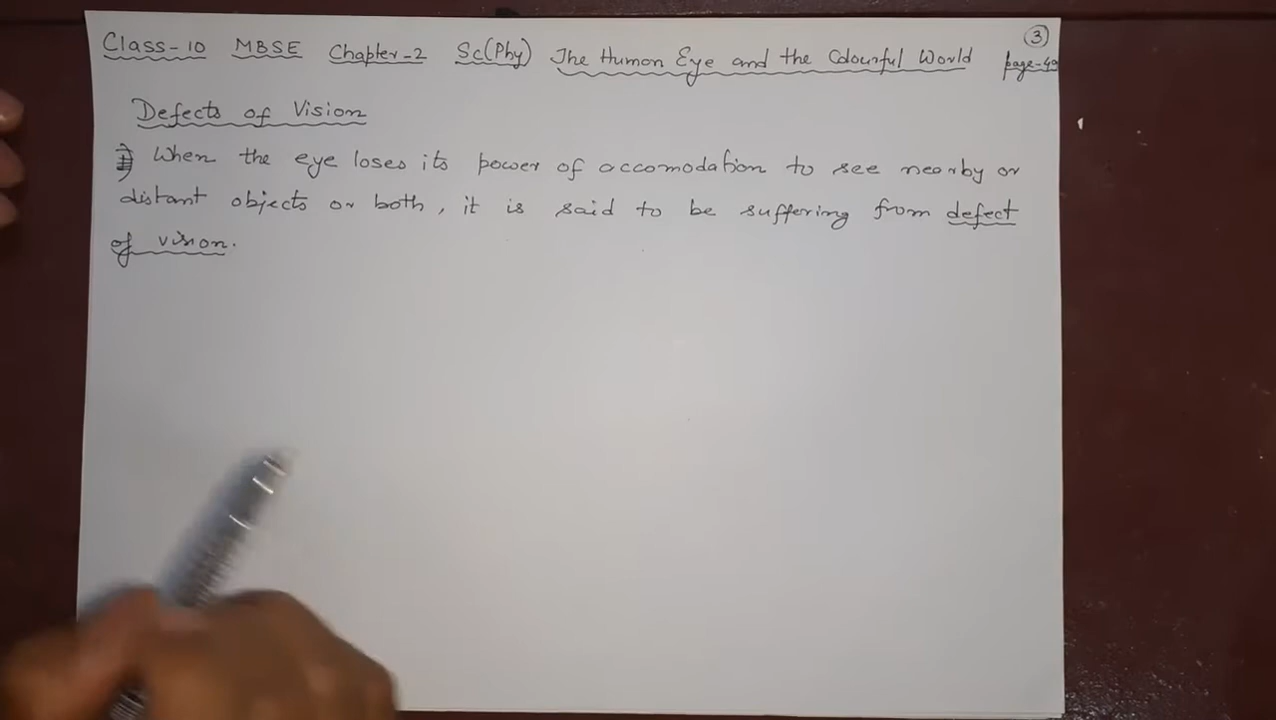 Class-10 MBSE Chapter-2 Sc(Phy) The Human Eye and the Colourful World
3
Defects of Vision
When the eye loses its power of accomodation to see nearby or
distant objects or both, it is said to be suffering from defect
of vision.